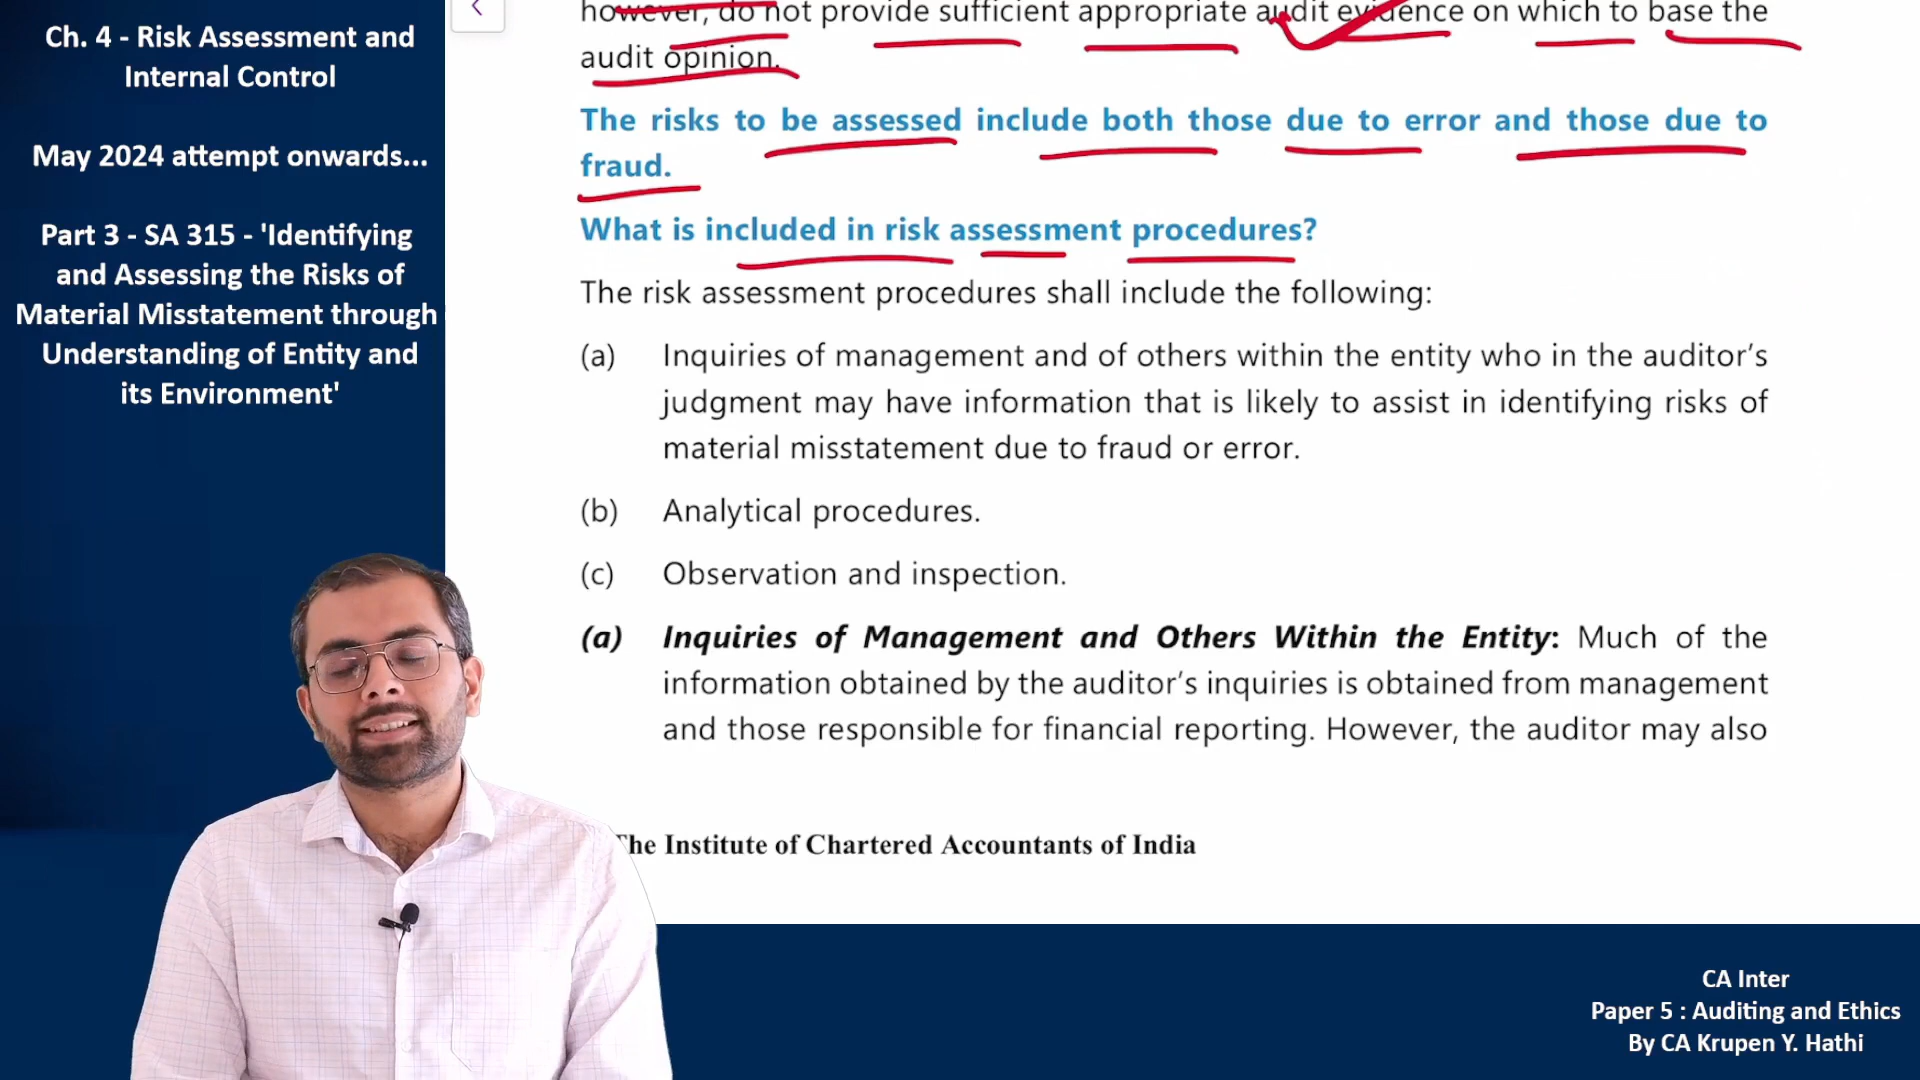 Ch. 4 - Risk Assessment and
Internal Control
May 2024 attempt onwards...
Part 3 - SA 315 - 'Identifying
and Assessing the Risks of
Material Misstatement through
Understanding of Entity and
its Environment'
however, do not provide sufficient appropriate audit evidence on which to base the
audit opinion.
The risks to be assessed include both those due to error and those due to
fraud.
What is included in risk assessment procedures?
The risk assessment procedures shall include the following:
(a) Inquiries of management and of others within the entity who in the auditor’s
judgment may have information that is likely to assist in identifying risks of
material misstatement due to fraud or error.
(b) Analytical procedures.
(c) Observation and inspection.
(a) Inquiries of Management and Others Within the Entity: Much of the
information obtained by the auditor’s inquiries is obtained from management
and those responsible for financial reporting. However, the auditor may also
The Institute of Chartered Accountants of India
CA Inter
Paper 5 : Auditing and Ethics
By CA Krupen Y. Hathi